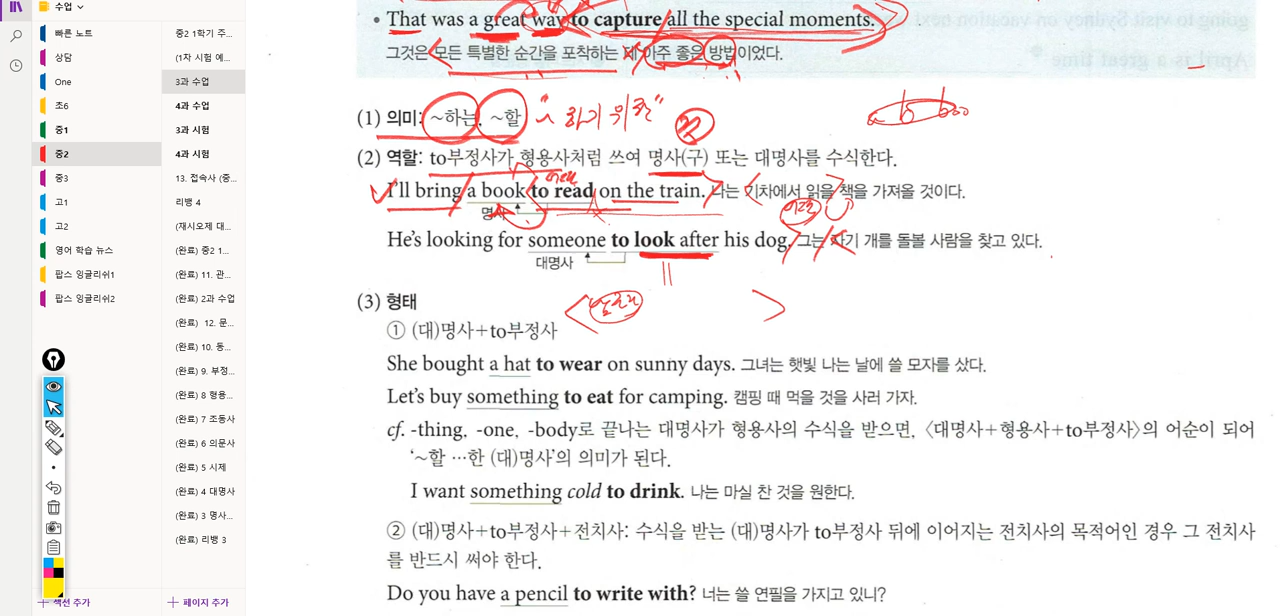 수업
빠른 노트
상담
One
초6
중1
중2
중3
고1
고2
영어 학습 뉴스
팝스 잉글리쉬1
팝스 잉글리쉬2
섹션 추가
중2 1학기 주...
(1차 시험 예...
3과 수업
4과 수업
3과 시험
4과 시험
13. 접속사 (중...
리뱅 4
(재시오제 대...
(완료) 중2 1...
(완료) 11. 관...
(완료) 2과 수업
(완료) 12. 문...
(완료) 10. 동...
(완료) 9. 부정...
(완료) 8 형용...
(완료) 7 조동사
(완료) 6 의문사
(완료) 5 시제
(완료) 4 대명사
(완료) 3 명사...
(완료) 리뱅 3
페이지 추가
• That was a great way to capture all the special moments.
그것은 모든 특별한 순간을 포착하는 데 아주 좋은 방법이었다.
(1) 의미: ~하는, ~할 "~ 하기 위한"
(2) 역할: to부정사가 형용사처럼 쓰여 명사(구) 또는 대명사를 수식한다.
I'll bring a book to read on the train. 나는 기차에서 읽을 책을 가져올 것이다.
명사
He's looking for someone to look after his dog. 그는 자기 개를 돌볼 사람을 찾고 있다.
대명사
(3) 형태
① (대)명사+to부정사
She bought a hat to wear on sunny days. 그녀는 햇빛 나는 날에 쓸 모자를 샀다.
Let's buy something to eat for camping. 캠핑 때 먹을 것을 사러 가자.
cf. -thing, -one, -body로 끝나는 대명사가 형용사의 수식을 받으면, 〈대명사+형용사+to부정사〉의 어순이 되어
'~할 …한 (대)명사'의 의미가 된다.
I want something cold to drink. 나는 마실 찬 것을 원한다.
② (대)명사+to부정사+전치사: 수식을 받는 (대)명사가 to부정사 뒤에 이어지는 전치사의 목적어인 경우 그 전치사
를 반드시 써야 한다.
Do you have a pencil to write with? 너는 쓸 연필을 가지고 있니?